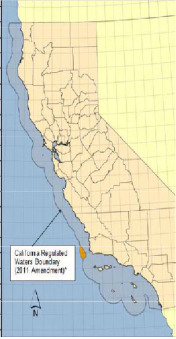 California Regulated
Waters Boundary
(2011 Amendment)*
N